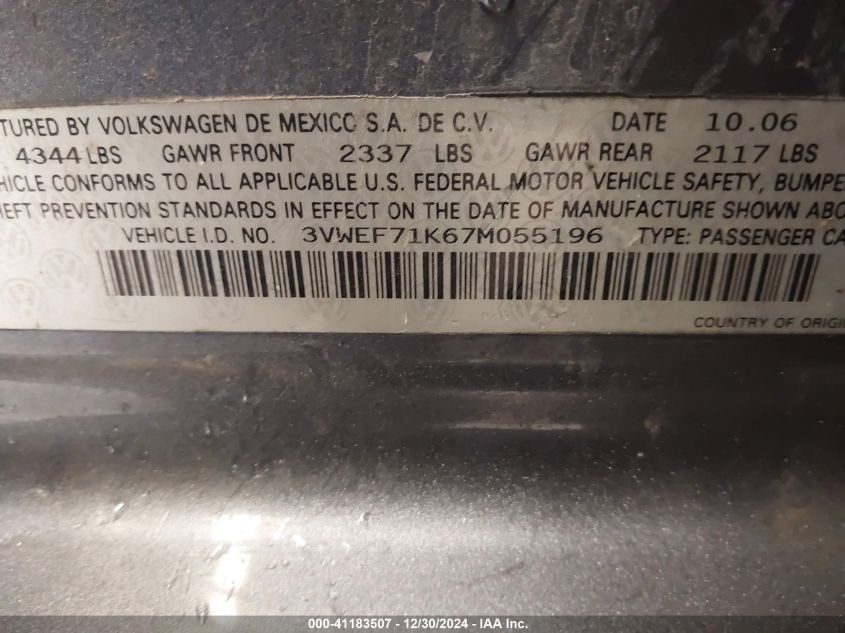 TURED BY VOLKSWAGEN DE MEXICO S.A. DE C.V. DATE 10.06
4344 LBS GAWR FRONT 2337 LBS GAWR REAR 2117 LBS
HICLE CONFORMS TO ALL APPLICABLE U.S. FEDERAL MOTOR VEHICLE SAFETY, BUMPE
HEFT PREVENTION STANDARDS IN EFFECT ON THE DATE OF MANUFACTURE SHOWN ABO
VEHICLE I.D. NO. 3VWEF71K67M055196 TYPE: PASSENGER CA
COUNTRY OF ORIGI
000-41183507 - 12/30/2024 - IAA Inc.